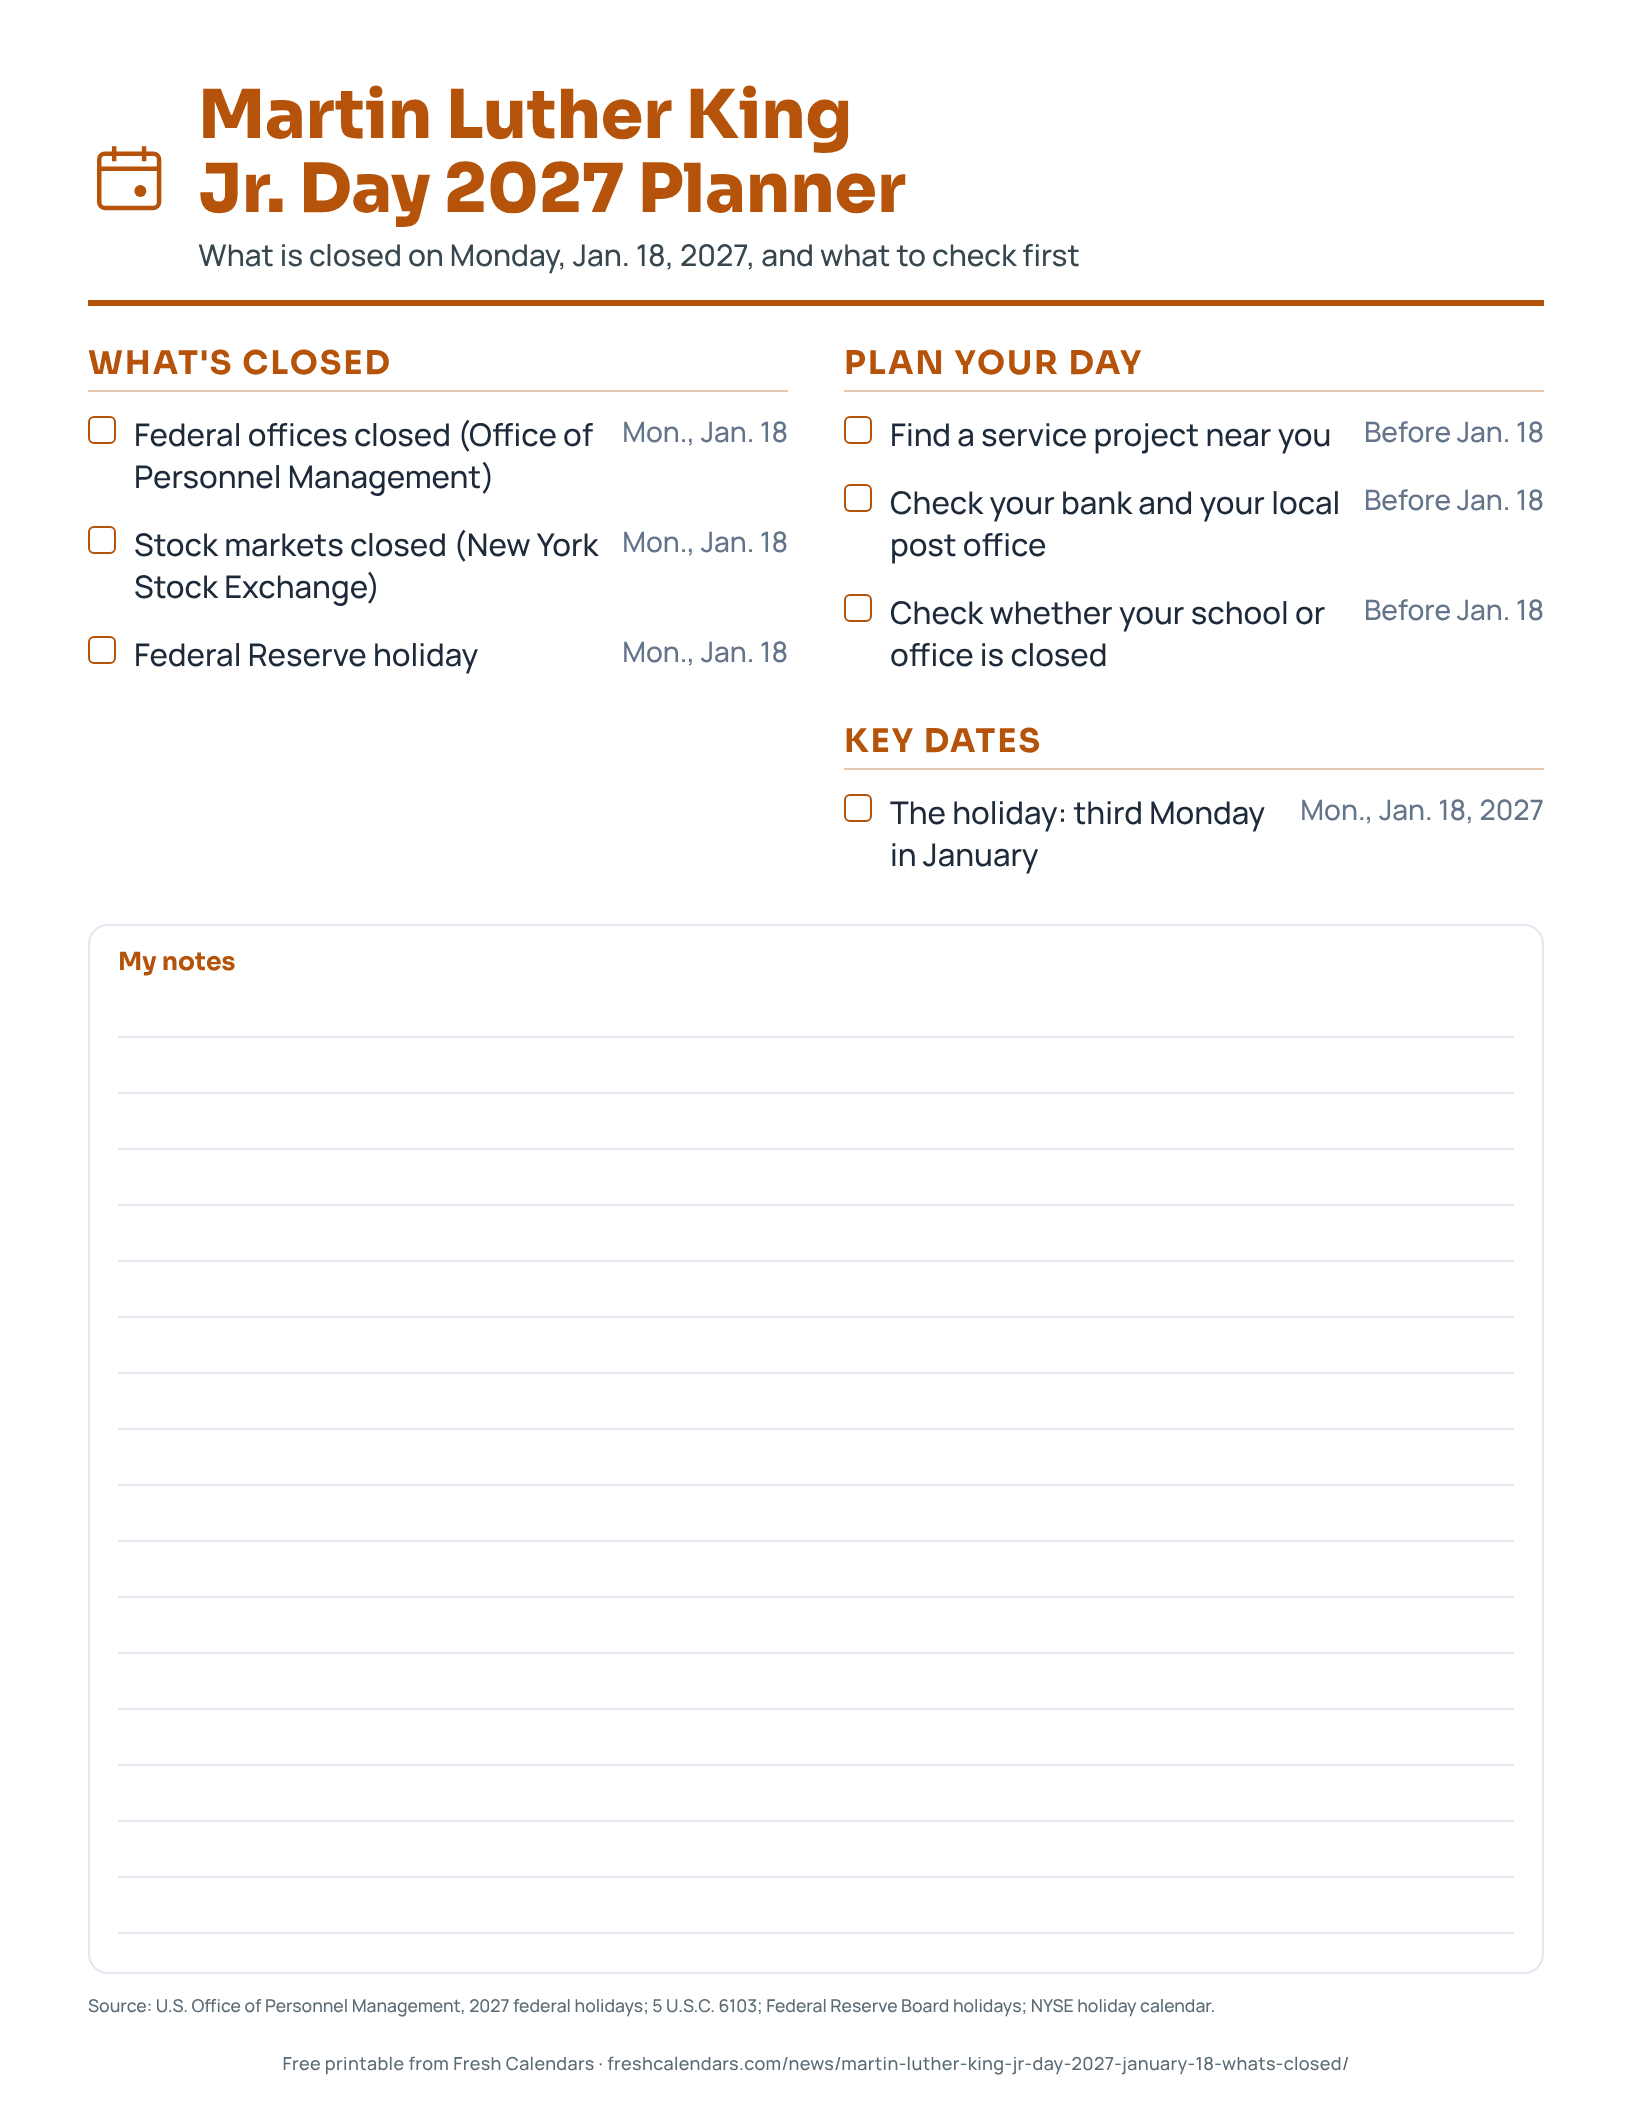 Martin Luther King
Jr. Day 2027 Planner
What is closed on Monday, Jan. 18, 2027, and what to check first
WHAT'S CLOSED
Federal offices closed (Office of Mon., Jan. 18
Personnel Management)
Stock markets closed (New York Mon., Jan. 18
Stock Exchange)
Federal Reserve holiday Mon., Jan. 18
PLAN YOUR DAY
Find a service project near you Before Jan. 18
Check your bank and your local Before Jan. 18
post office
Check whether your school or Before Jan. 18
office is closed
KEY DATES
The holiday: third Monday Mon., Jan. 18, 2027
in January
My notes
Source: U.S. Office of Personnel Management, 2027 federal holidays; 5 U.S.C. 6103; Federal Reserve Board holidays; NYSE holiday calendar.
Free printable from Fresh Calendars · freshcalendars.com/news/martin-luther-king-jr-day-2027-january-18-whats-closed/